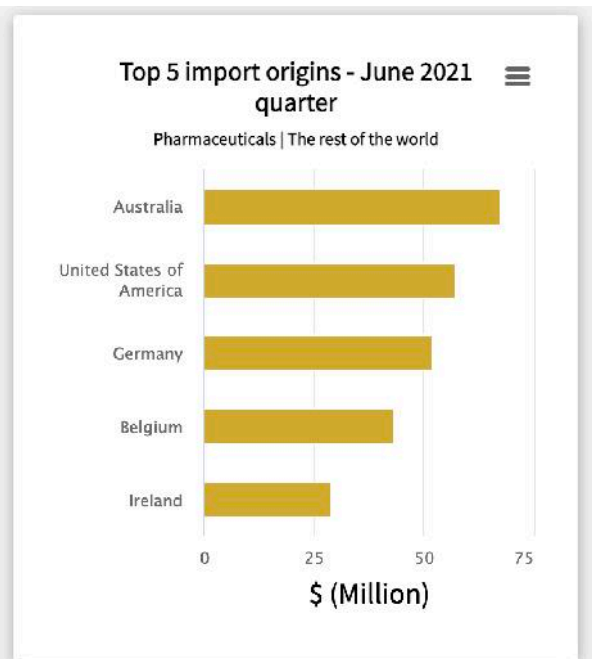 Top 5 import origins - June 2021
quarter
Pharmaceuticals | The rest of the world
Australia
United States of
America
Germany
Belgium
Ireland
0 25 50 75
$ (Million)